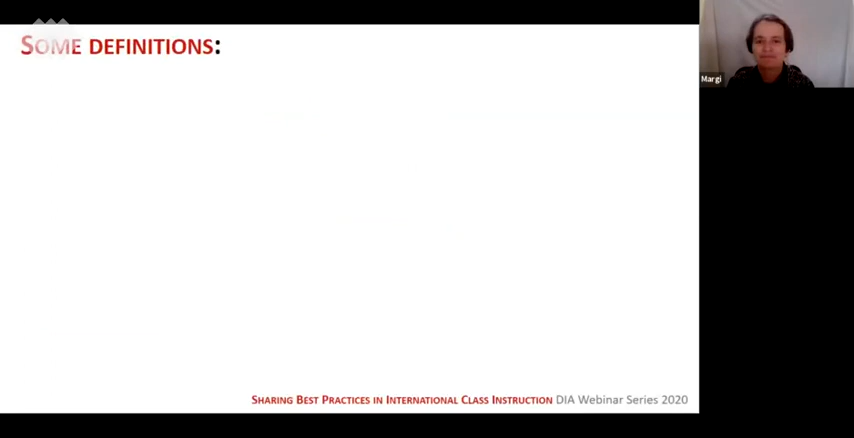 SOME DEFINITIONS:
Margi
SHARING BEST PRACTICES IN INTERNATIONAL CLASS INSTRUCTION DIA Webinar Series 2020